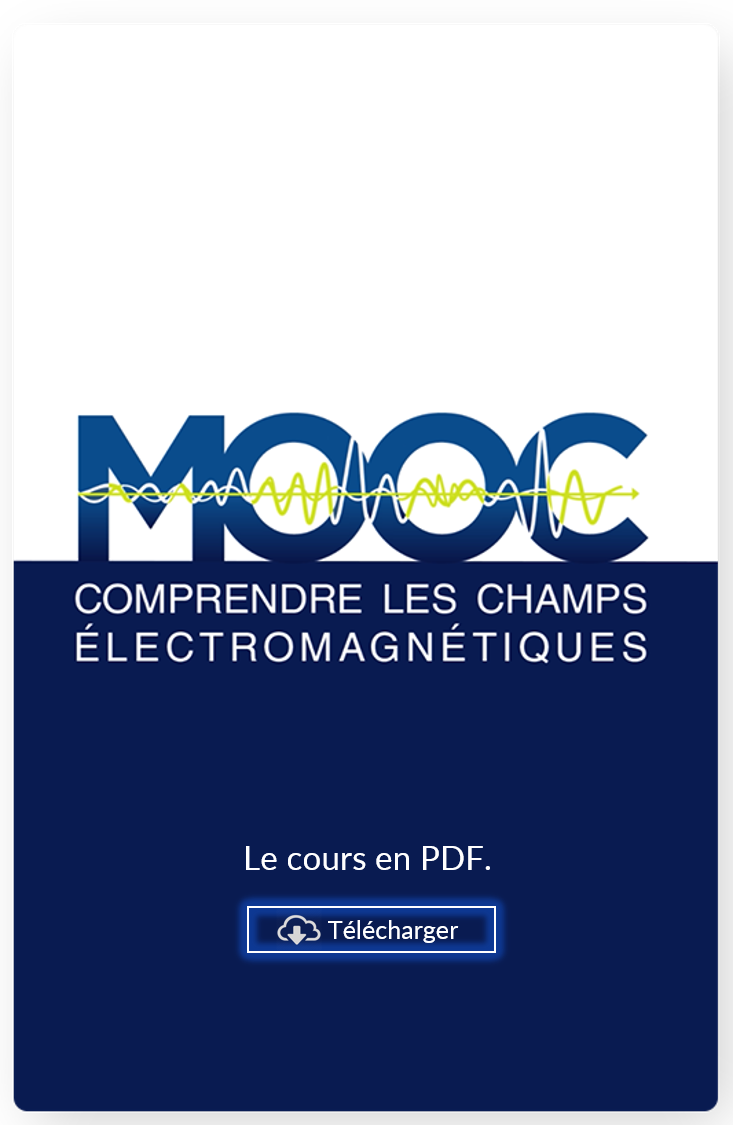 MOOC
COMPRENDRE LES CHAMPS
ÉLECTROMAGNÉTIQUES
Le cours en PDF.
Télécharger